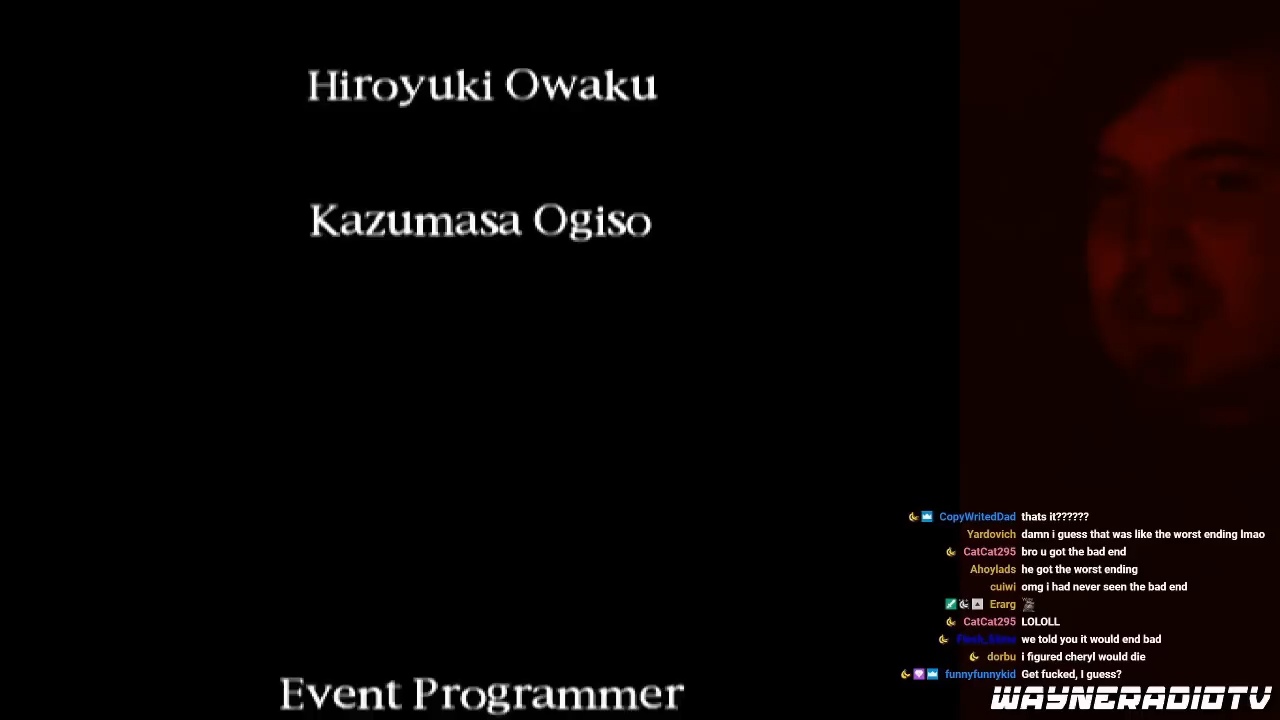 Hiroyuki Owaku
Kazumasa Ogiso
Event Programmer
CopyWritedDad thats it??????
Yardovich damn i guess that was like the worst ending lmao
CatCat295 bro u got the bad end
Ahoylads he got the worst ending
cuiwi omg i had never seen the bad end
Erarg
CatCat295 LOLOLL
we told you it would end bad
dorbu i figured cheryl would die
funnyfunnykid Get fucked, I guess?
WAYNERADIOTV